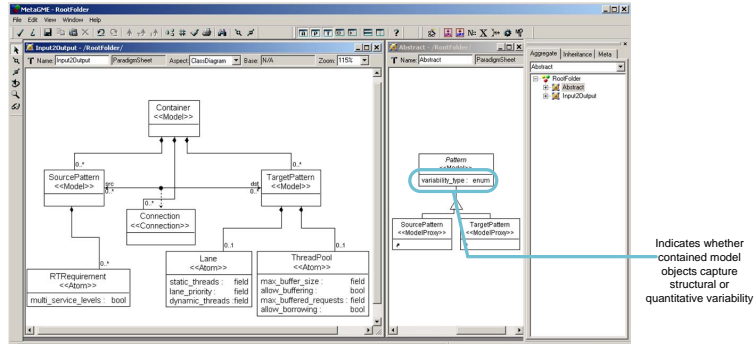 MetaGME - RootFolder
File Edit View Window Help
Input2Output - /RootFolder/
Name: Input2Output ParadigmSheet Aspect: ClassDiagram Base: N/A Zoom: 115%
Container
<<Model>>
0..*
0..*
SourcePattern
<<Model>>
src
0..*
dst
0..*
TargetPattern
<<Model>>
0..*
Connection
<<Connection>>
0..*
0..1
0..1
RTRequirement
<<Atom>>
multi_service_levels : bool
Lane
<<Atom>>
static_threads : field
lane_priority : field
dynamic_threads : field
ThreadPool
<<Atom>>
max_buffer_size : field
allow_buffering : bool
max_buffered_requests : field
allow_borrowing : bool
Abstract - /RootFolder/
Name: Abstract ParadigmSheet
Pattern
<<Model>>
variability_type : enum
SourcePattern
<<ModelProxy>>
TargetPattern
<<ModelProxy>>
Aggregate Inheritance Meta
Abstract
RootFolder
Abstract
Input2Output
Indicates whether
contained model
objects capture
structural or
quantitative variability